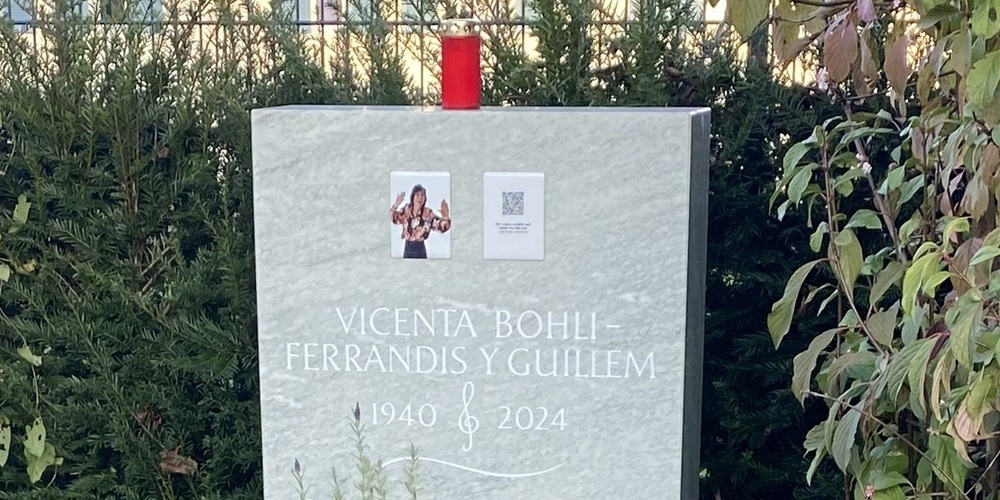 VICENTA BOHLI-
FERRANDIS Y GUILLEM
1940 2024